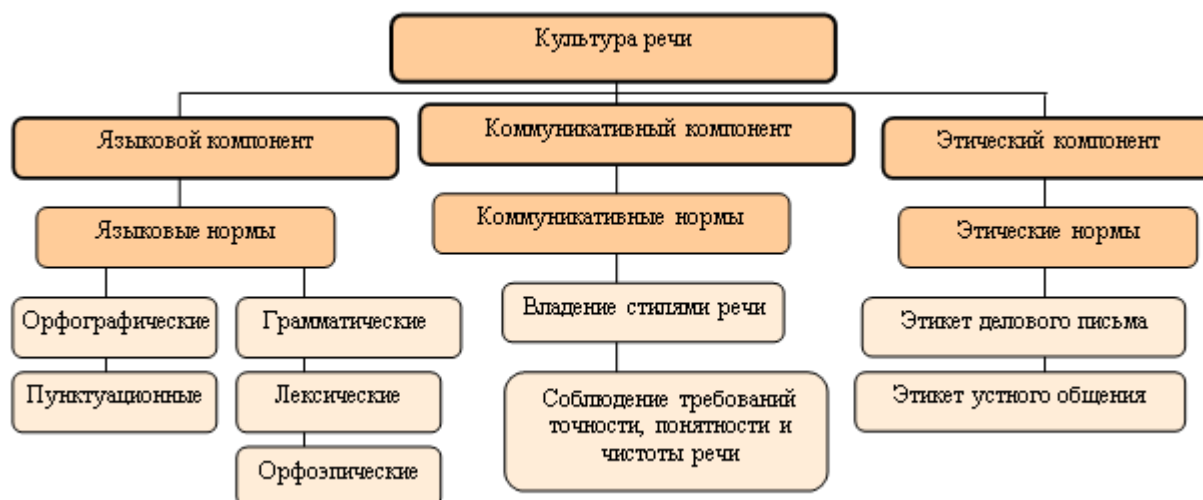 Культура речи
Языковой компонент
Коммуникативный компонент
Этический компонент
Языковые нормы
Коммуникативные нормы
Этические нормы
Орфографические
Грамматические
Владение стилями речи
Этикет делового письма
Пунктуационные
Лексические
Соблюдение требований
точности, понятности и
чистоты речи
Этикет устного общения
Орфоэпические